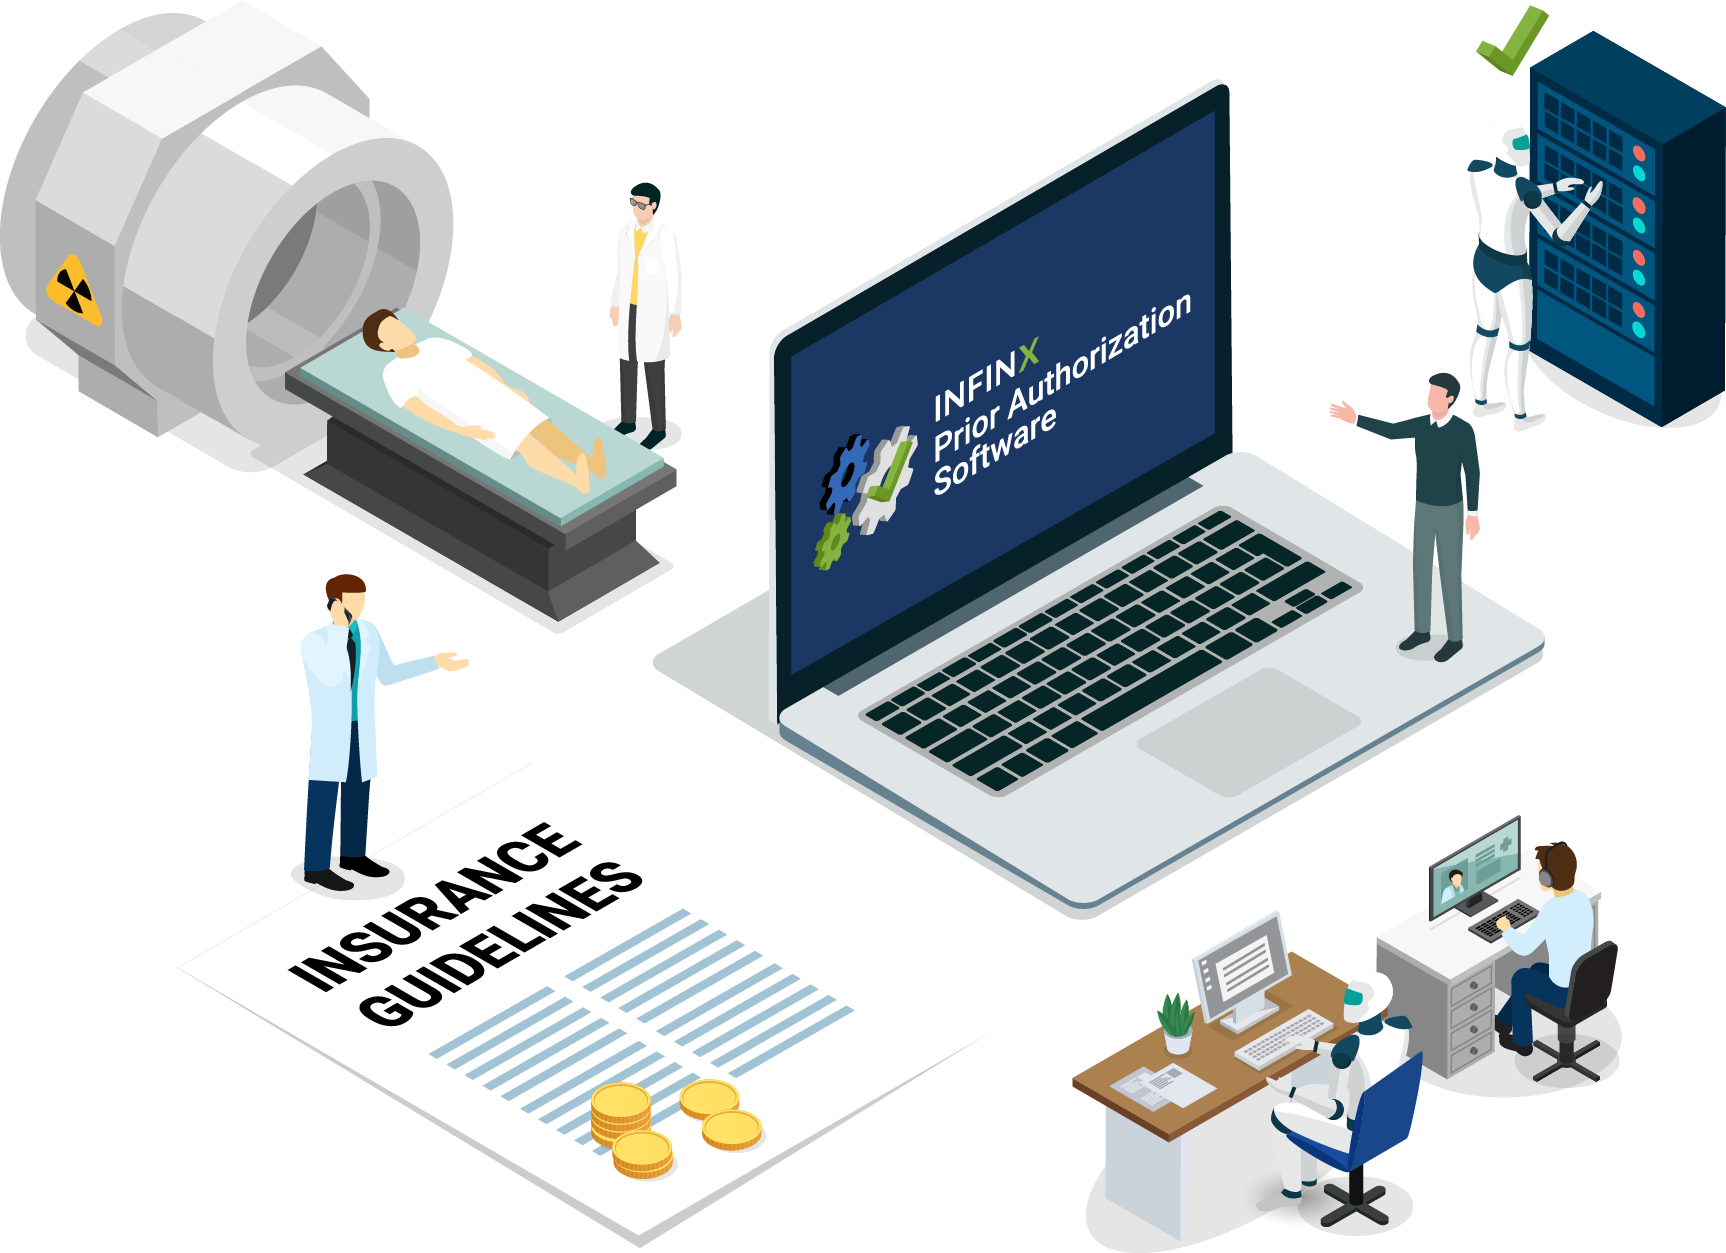 INFINX
Prior Authorization
Software
INSURANCE
GUIDELINES